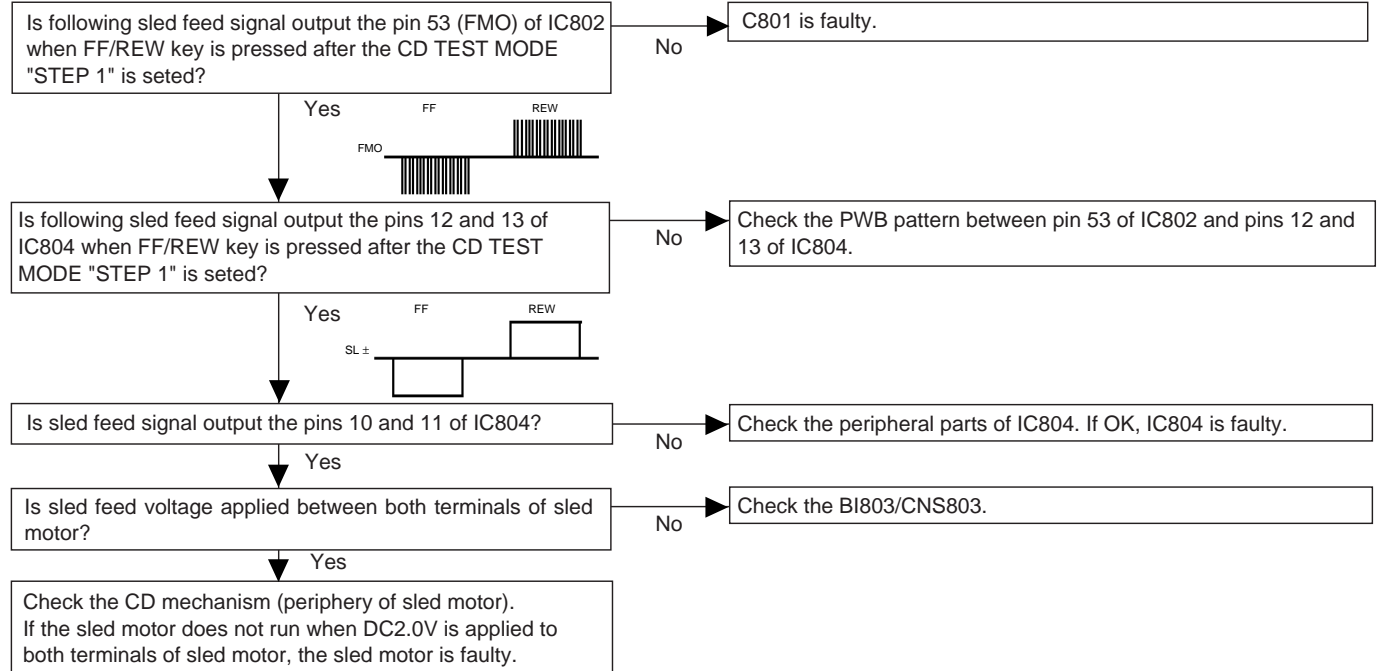 Is following sled feed signal output the pin 53 (FMO) of IC802
when FF/REW key is pressed after the CD TEST MODE
"STEP 1" is seted?
No
C801 is faulty.
Yes
FF
REW
FMO
Is following sled feed signal output the pins 12 and 13 of
IC804 when FF/REW key is pressed after the CD TEST
MODE "STEP 1" is seted?
No
Check the PWB pattern between pin 53 of IC802 and pins 12 and
13 of IC804.
Yes
FF
REW
SL ±
Is sled feed signal output the pins 10 and 11 of IC804?
No
Check the peripheral parts of IC804. If OK, IC804 is faulty.
Yes
Is sled feed voltage applied between both terminals of sled
motor?
No
Check the BI803/CNS803.
Yes
Check the CD mechanism (periphery of sled motor).
If the sled motor does not run when DC2.0V is applied to
both terminals of sled motor, the sled motor is faulty.